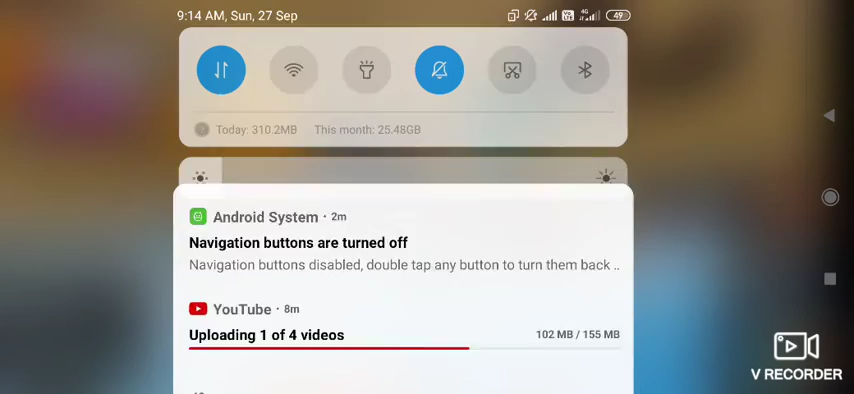 9:14 AM, Sun, 27 Sep
4G
49
Today: 310.2MB This month: 25.48GB
Android System · 2m
Navigation buttons are turned off
Navigation buttons disabled, double tap any button to turn them back ..
YouTube · 8m
Uploading 1 of 4 videos 102 MB / 155 MB
V RECORDER